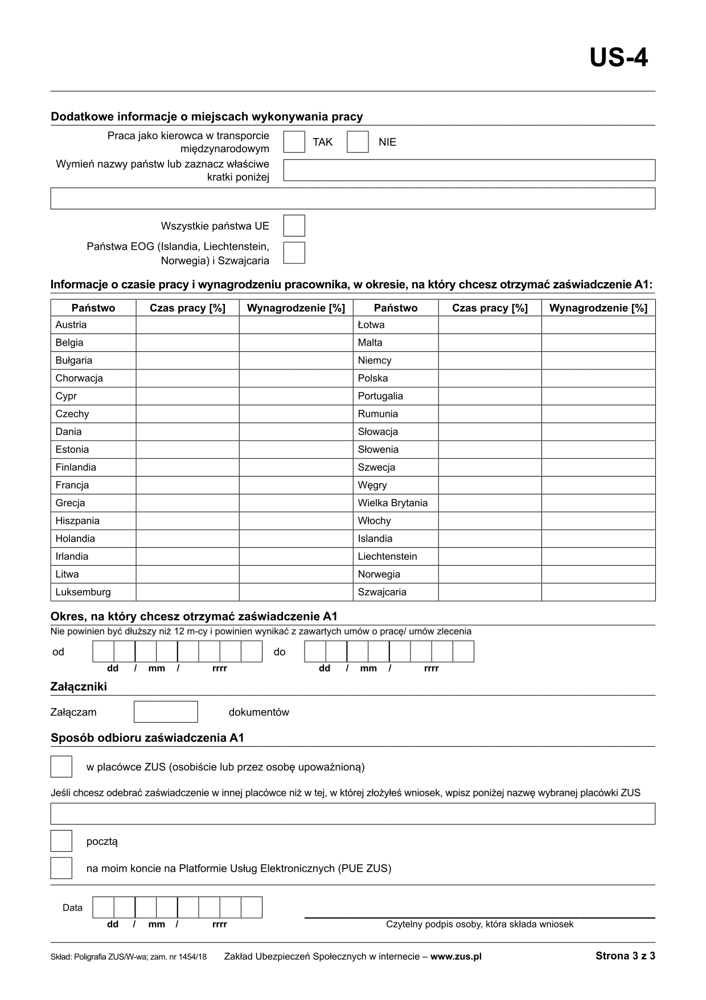 US-4
Dodatkowe informacje o miejscach wykonywania pracy
Praca jako kierowca w transporcie
międzynarodowym
TAK NIE
Wymień nazwy państw lub zaznacz właściwe
kratki poniżej
Wszystkie państwa UE
Państwa EOG (Islandia, Liechtenstein,
Norwegia) i Szwajcaria
Informacje o czasie pracy i wynagrodzeniu pracownika, w okresie, na który chcesz otrzymać zaświadczenie A1:
Państwo Czas pracy [%] Wynagrodzenie [%] Państwo Czas pracy [%] Wynagrodzenie [%]
Austria Łotwa
Belgia Malta
Bułgaria Niemcy
Chorwacja Polska
Cypr Portugalia
Czechy Rumunia
Dania Słowacja
Estonia Słowenia
Finlandia Szwecja
Francja Węgry
Grecja Wielka Brytania
Hiszpania Włochy
Holandia Islandia
Irlandia Liechtenstein
Litwa Norwegia
Luksemburg Szwajcaria
Okres, na który chcesz otrzymać zaświadczenie A1
Nie powinien być dłuższy niż 12 m-cy i powinien wynikać z zawartych umów o pracę/ umów zlecenia
od do
dd / mm / rrrr dd / mm / rrrr
Załączniki
Załączam dokumentów
Sposób odbioru zaświadczenia A1
w placówce ZUS (osobiście lub przez osobę upoważnioną)
Jeśli chcesz odebrać zaświadczenie w innej placówce niż w tej, w której złożyłeś wniosek, wpisz poniżej nazwę wybranej placówki ZUS
pocztą
na moim koncie na Platformie Usług Elektronicznych (PUE ZUS)
Data
dd / mm / rrrr
Czytelny podpis osoby, która składa wniosek
Skład: Poligrafia ZUS/W-wa; zam. nr 1454/18 Zakład Ubezpieczeń Społecznych w internecie – www.zus.pl Strona 3 z 3